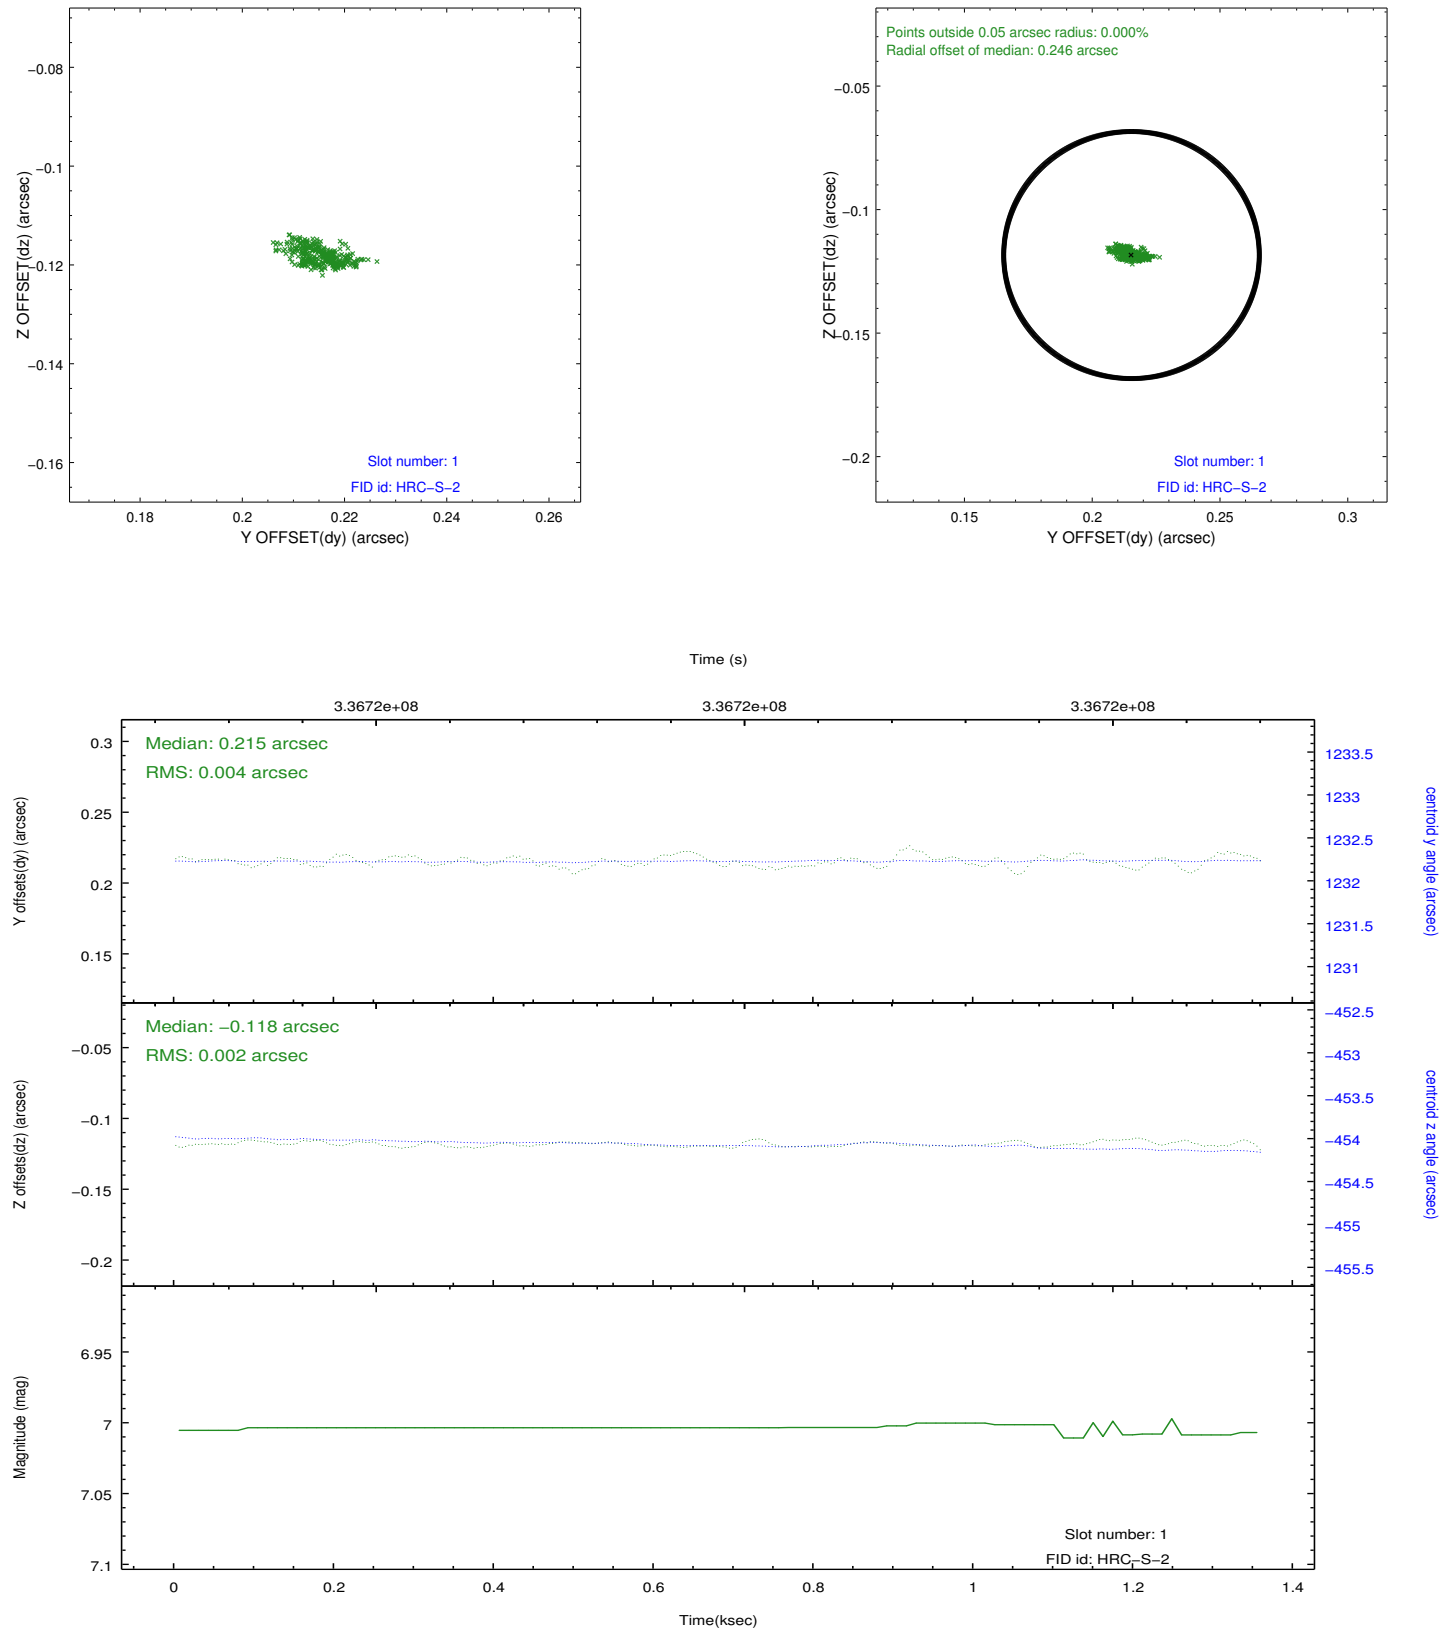 −0.08
−0.1
−0.12
−0.14
−0.16
Z OFFSET(dz) (arcsec)
Slot number: 1
FID id: HRC−S−2
0.18 0.2 0.22 0.24 0.26
Y OFFSET(dy) (arcsec)
Points outside 0.05 arcsec radius: 0.000%
Radial offset of median: 0.246 arcsec
−0.05
−0.1
−0.15
−0.2
Z OFFSET(dz) (arcsec)
Slot number: 1
FID id: HRC−S−2
0.15 0.2 0.25 0.3
Y OFFSET(dy) (arcsec)
Time (s)
3.3672e+08 3.3672e+08 3.3672e+08
Median: 0.215 arcsec
RMS: 0.004 arcsec
0.3
0.25
0.2
0.15
Y offsets(dy) (arcsec)
1233.5
1233
1232.5
1232
1231.5
1231
centroid y angle (arcsec)
Median: −0.118 arcsec
RMS: 0.002 arcsec
−0.05
−0.1
−0.15
−0.2
Z offsets(dz) (arcsec)
−452.5
−453
−453.5
−454
−454.5
−455
−455.5
centroid z angle (arcsec)
6.95
7
7.05
7.1
Magnitude (mag)
Slot number: 1
FID id: HRC−S−2
0 0.2 0.4 0.6 0.8 1 1.2 1.4
Time(ksec)